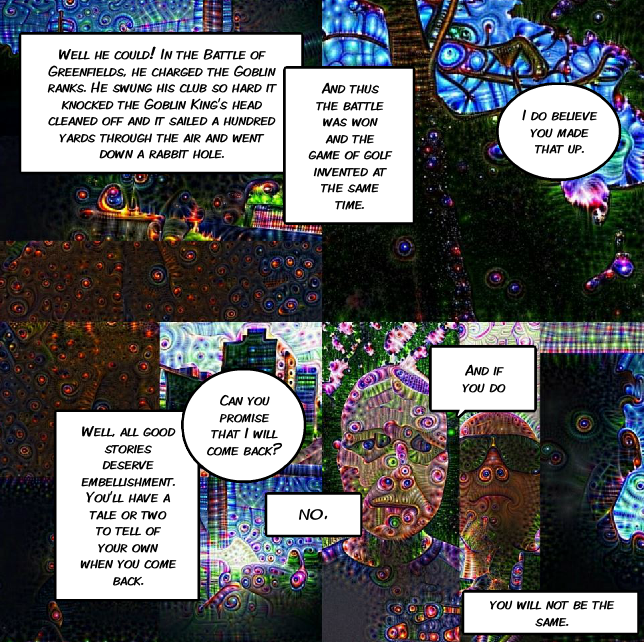 WELL HE COULD! IN THE BATTLE OF
GREENFIELDS, HE CHARGED THE GOBLIN
RANKS. HE SWUNG HIS CLUB SO HARD IT
KNOCKED THE GOBLIN KING'S HEAD
CLEANED OFF AND IT SAILED A HUNDRED
YARDS THROUGH THE AIR AND WENT
DOWN A RABBIT HOLE.
AND THUS
THE BATTLE
WAS WON
AND THE
GAME OF GOLF
INVENTED AT
THE SAME
TIME.
I DO BELIEVE
YOU MADE
THAT UP.
WELL, ALL GOOD
STORIES
DESERVE
EMBELLISHMENT.
YOU'LL HAVE A
TALE OR TWO
TO TELL OF
YOUR OWN
WHEN YOU COME
BACK.
CAN YOU
PROMISE
THAT I WILL
COME BACK?
NO.
AND IF
YOU DO
YOU WILL NOT BE THE
SAME.